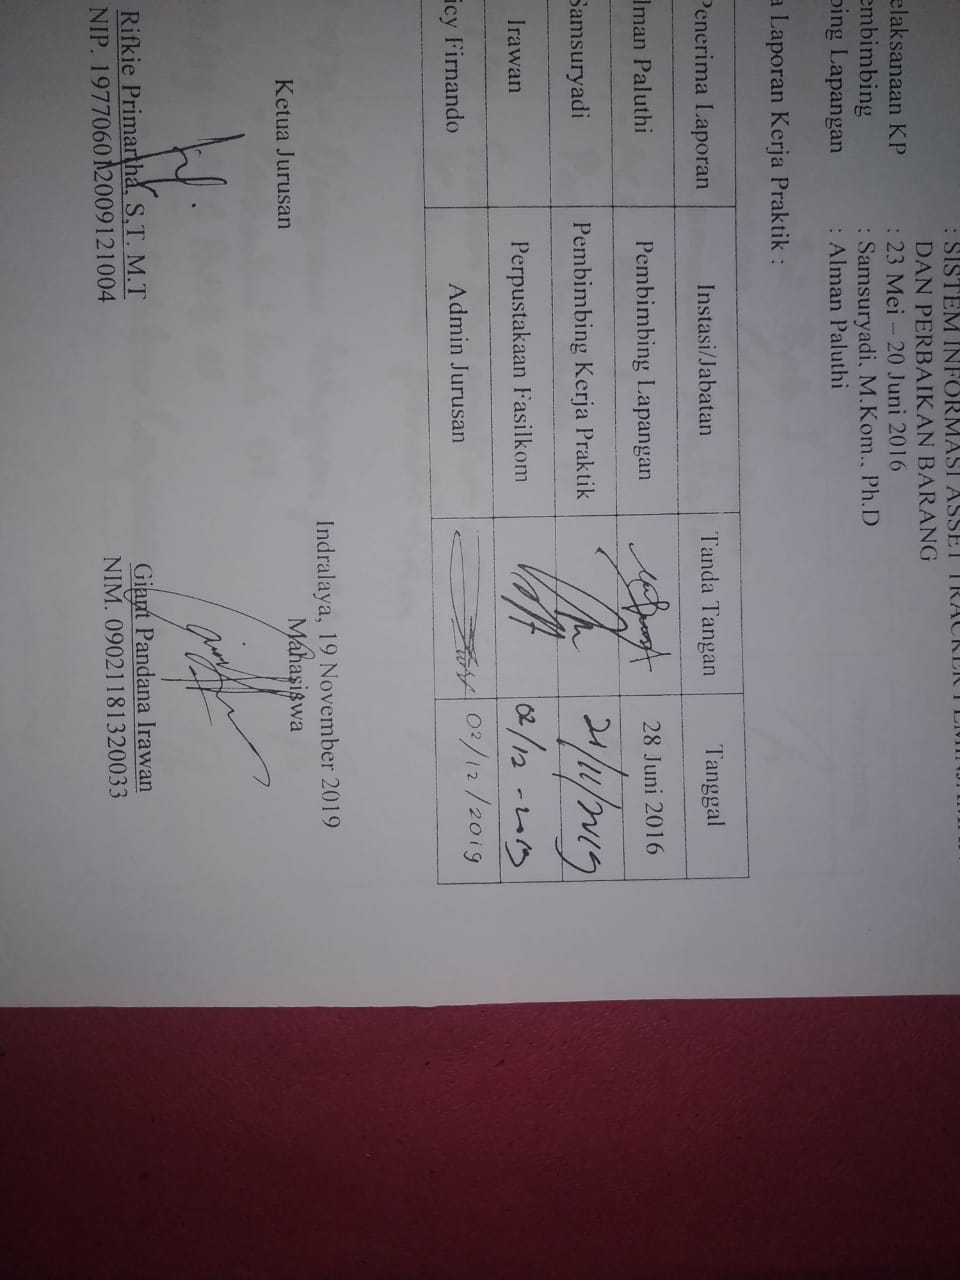 : SISTEM INFORMASI ASSET TRACKER PEMINJAMAN
DAN PERBAIKAN BARANG
elaksanaan KP : 23 Mei – 20 Juni 2016
embimbing : Samsuryadi, M.Kom., Ph.D
bing Lapangan : Alman Paluthi
a Laporan Kerja Praktik :
Penerima Laporan Instasi/Jabatan Tanda Tangan Tanggal
lman Paluthi Pembimbing Lapangan 28 Juni 2016
Samsuryadi Pembimbing Kerja Praktik 21/11/2019
Irawan Perpustakaan Fasilkom 02/12 - 2019
icy Firnando Admin Jurusan 02/12/2019
Indralaya, 19 November 2019
Ketua Jurusan Mahasiswa
Rifkie Primartha, S,T. M.T Giant Pandana Irawan
NIP. 197706012009121004 NIM. 09021181320033